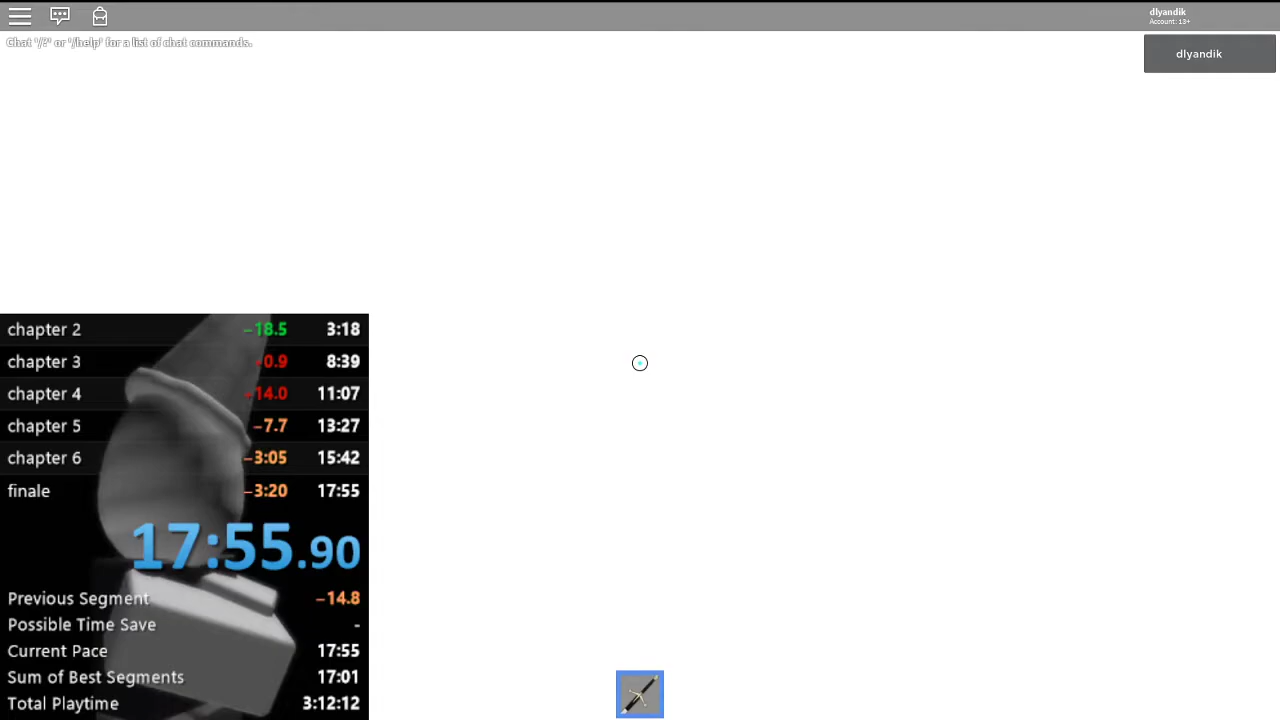 dlyandik
Account: 13+
Chat '/?' or '/help' for a list of chat commands.
dlyandik
chapter 2 −18.5 3:18
chapter 3 −0.9 8:39
chapter 4 −14.0 11:07
chapter 5 −7.7 13:27
chapter 6 −3:05 15:42
finale −3:20 17:55
17:55.90
Previous Segment −14.8
Possible Time Save -
Current Pace 17:55
Sum of Best Segments 17:01
Total Playtime 3:12:12